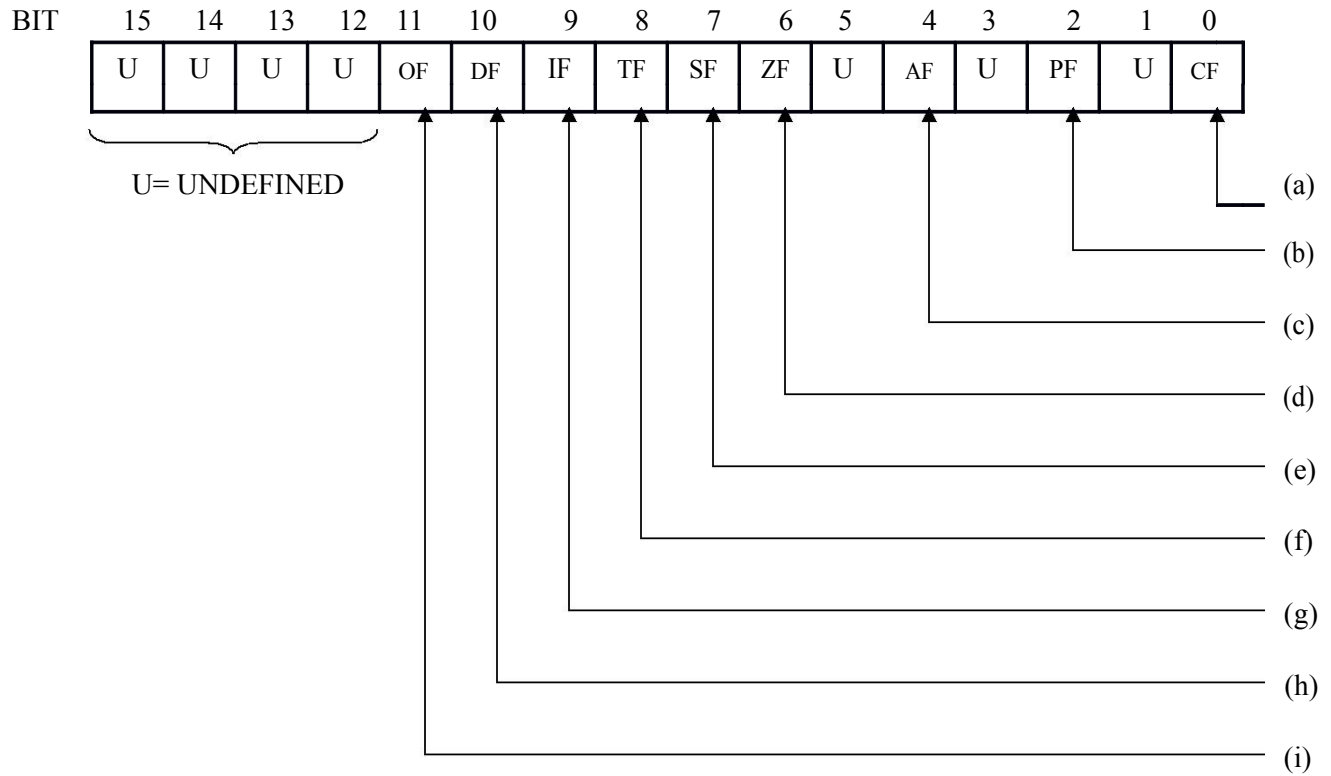 BIT 15 14 13 12 11 10 9 8 7 6 5 4 3 2 1 0
U U U U OF DF IF TF SF ZF U AF U PF U CF
U= UNDEFINED
(a)
(b)
(c)
(d)
(e)
(f)
(g)
(h)
(i)